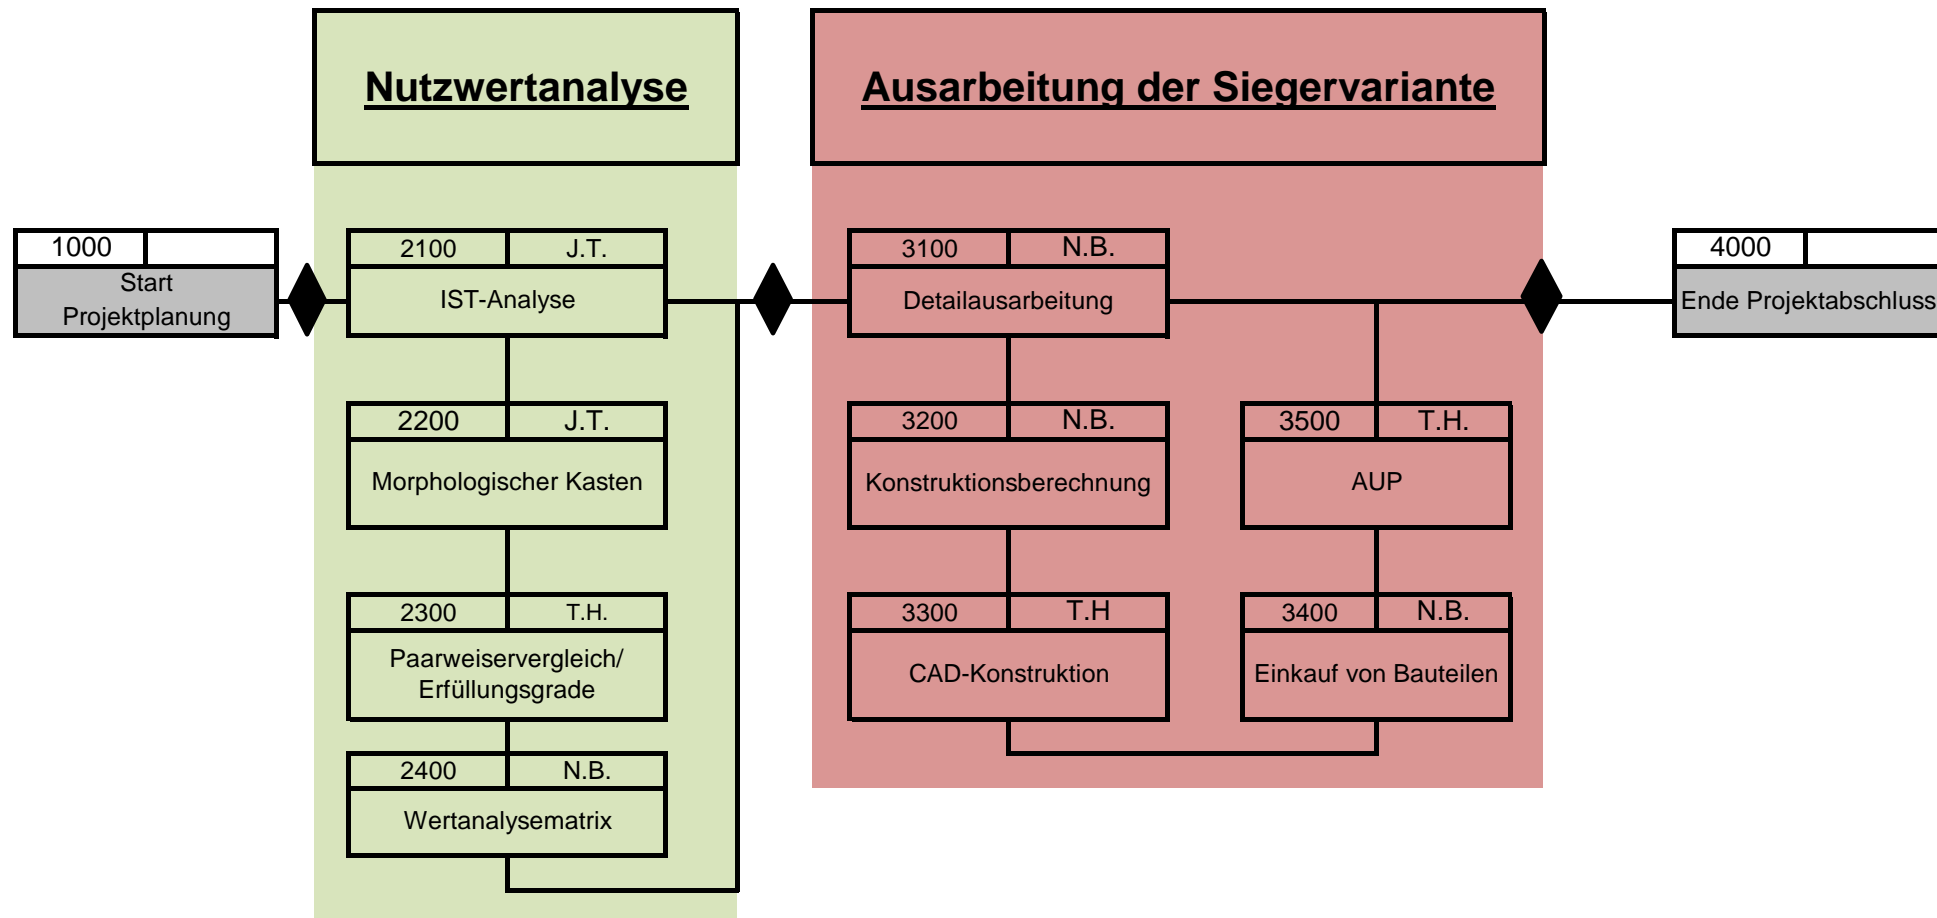 Nutzwertanalyse
Ausarbeitung der Siegervariante
1000
Start
Projektplanung
2100 J.T.
IST-Analyse
2200 J.T.
Morphologischer Kasten
2300 T.H.
Paarweiservergleich/
Erfüllungsgrade
2400 N.B.
Wertanalysematrix
3100 N.B.
Detailausarbeitung
3200 N.B.
Konstruktionsberechnung
3300 T.H
CAD-Konstruktion
3500 T.H.
AUP
3400 N.B.
Einkauf von Bauteilen
4000
Ende Projektabschluss